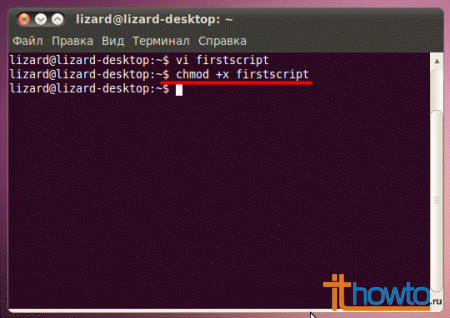 lizard@lizard-desktop: ~
Файл Правка Вид Терминал Справка
lizard@lizard-desktop:~$ vi firstscript
lizard@lizard-desktop:~$ chmod +x firstscript
lizard@lizard-desktop:~$
ithowto
.ru